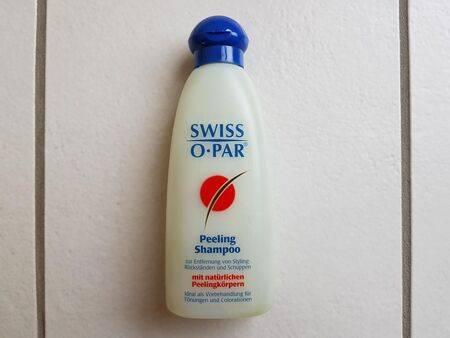 SWISS
O·PAR®
Peeling
Shampoo
zur Entfernung von Styling-
Rückständen und Schuppen
mit natürlichen
Peelingkörpern
Ideal als Vorbehandlung für
Tönungen und Colorationen